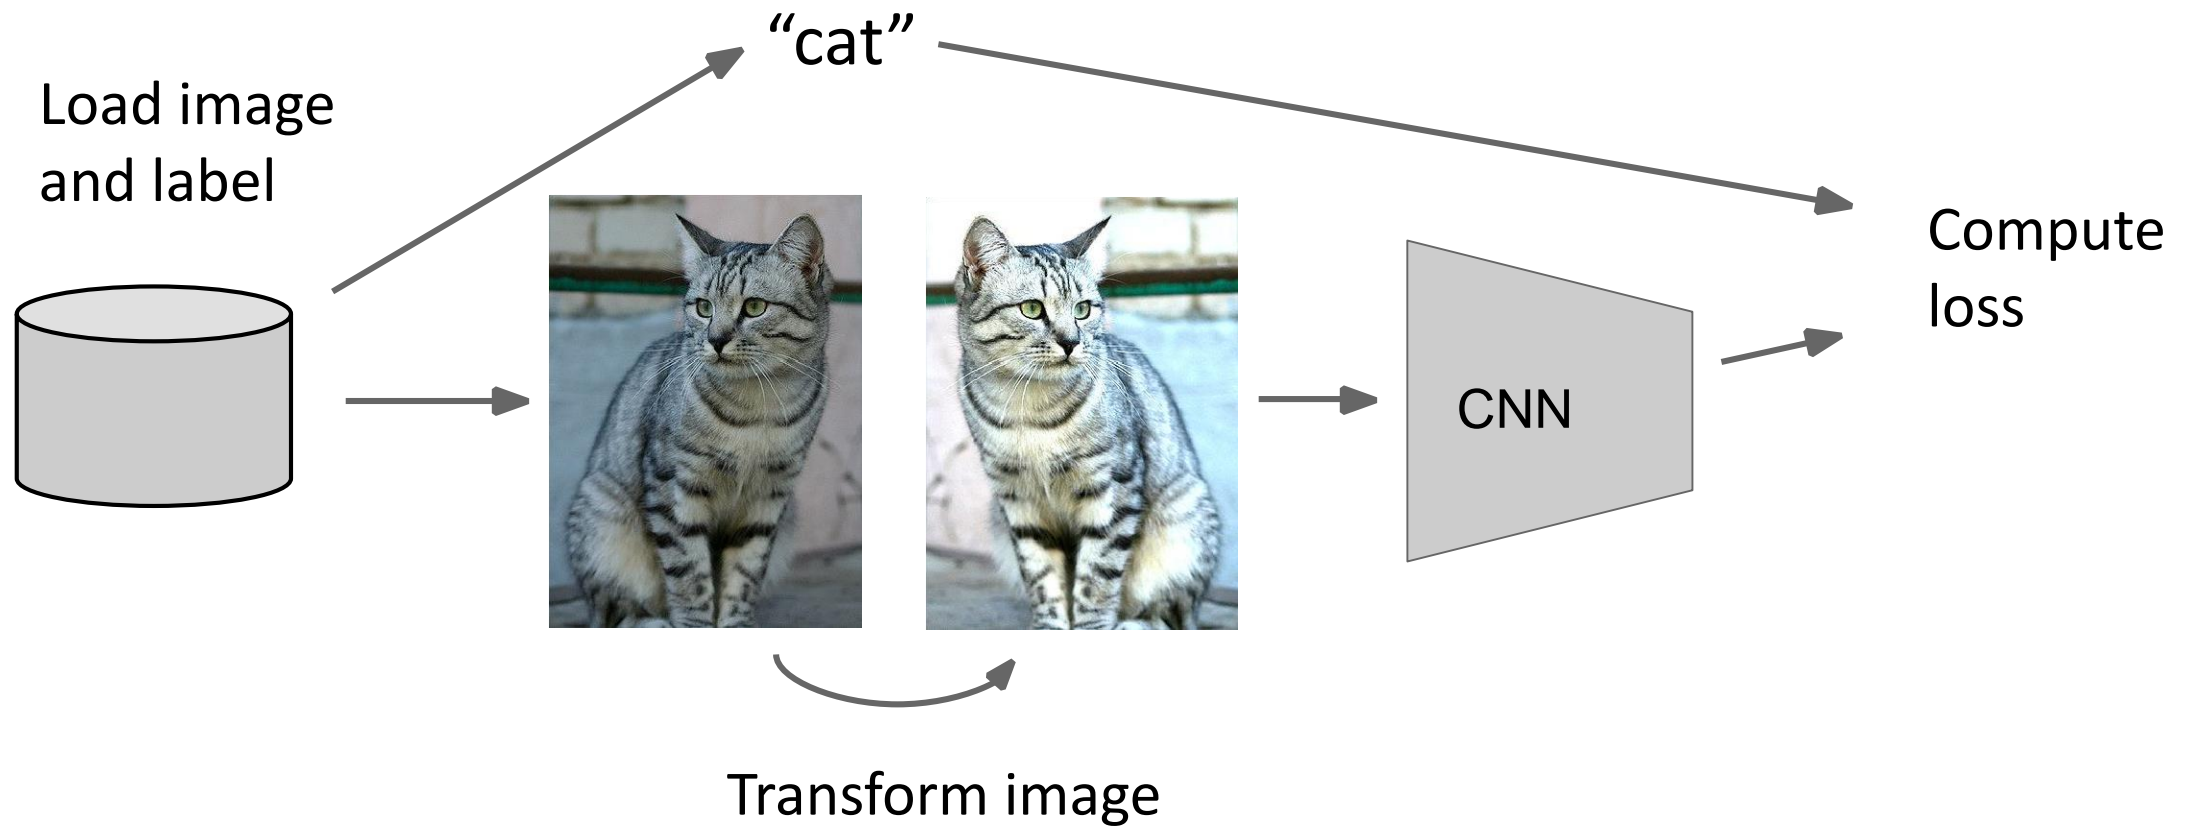 “cat”
Load image
and label
Compute
loss
CNN
Transform image